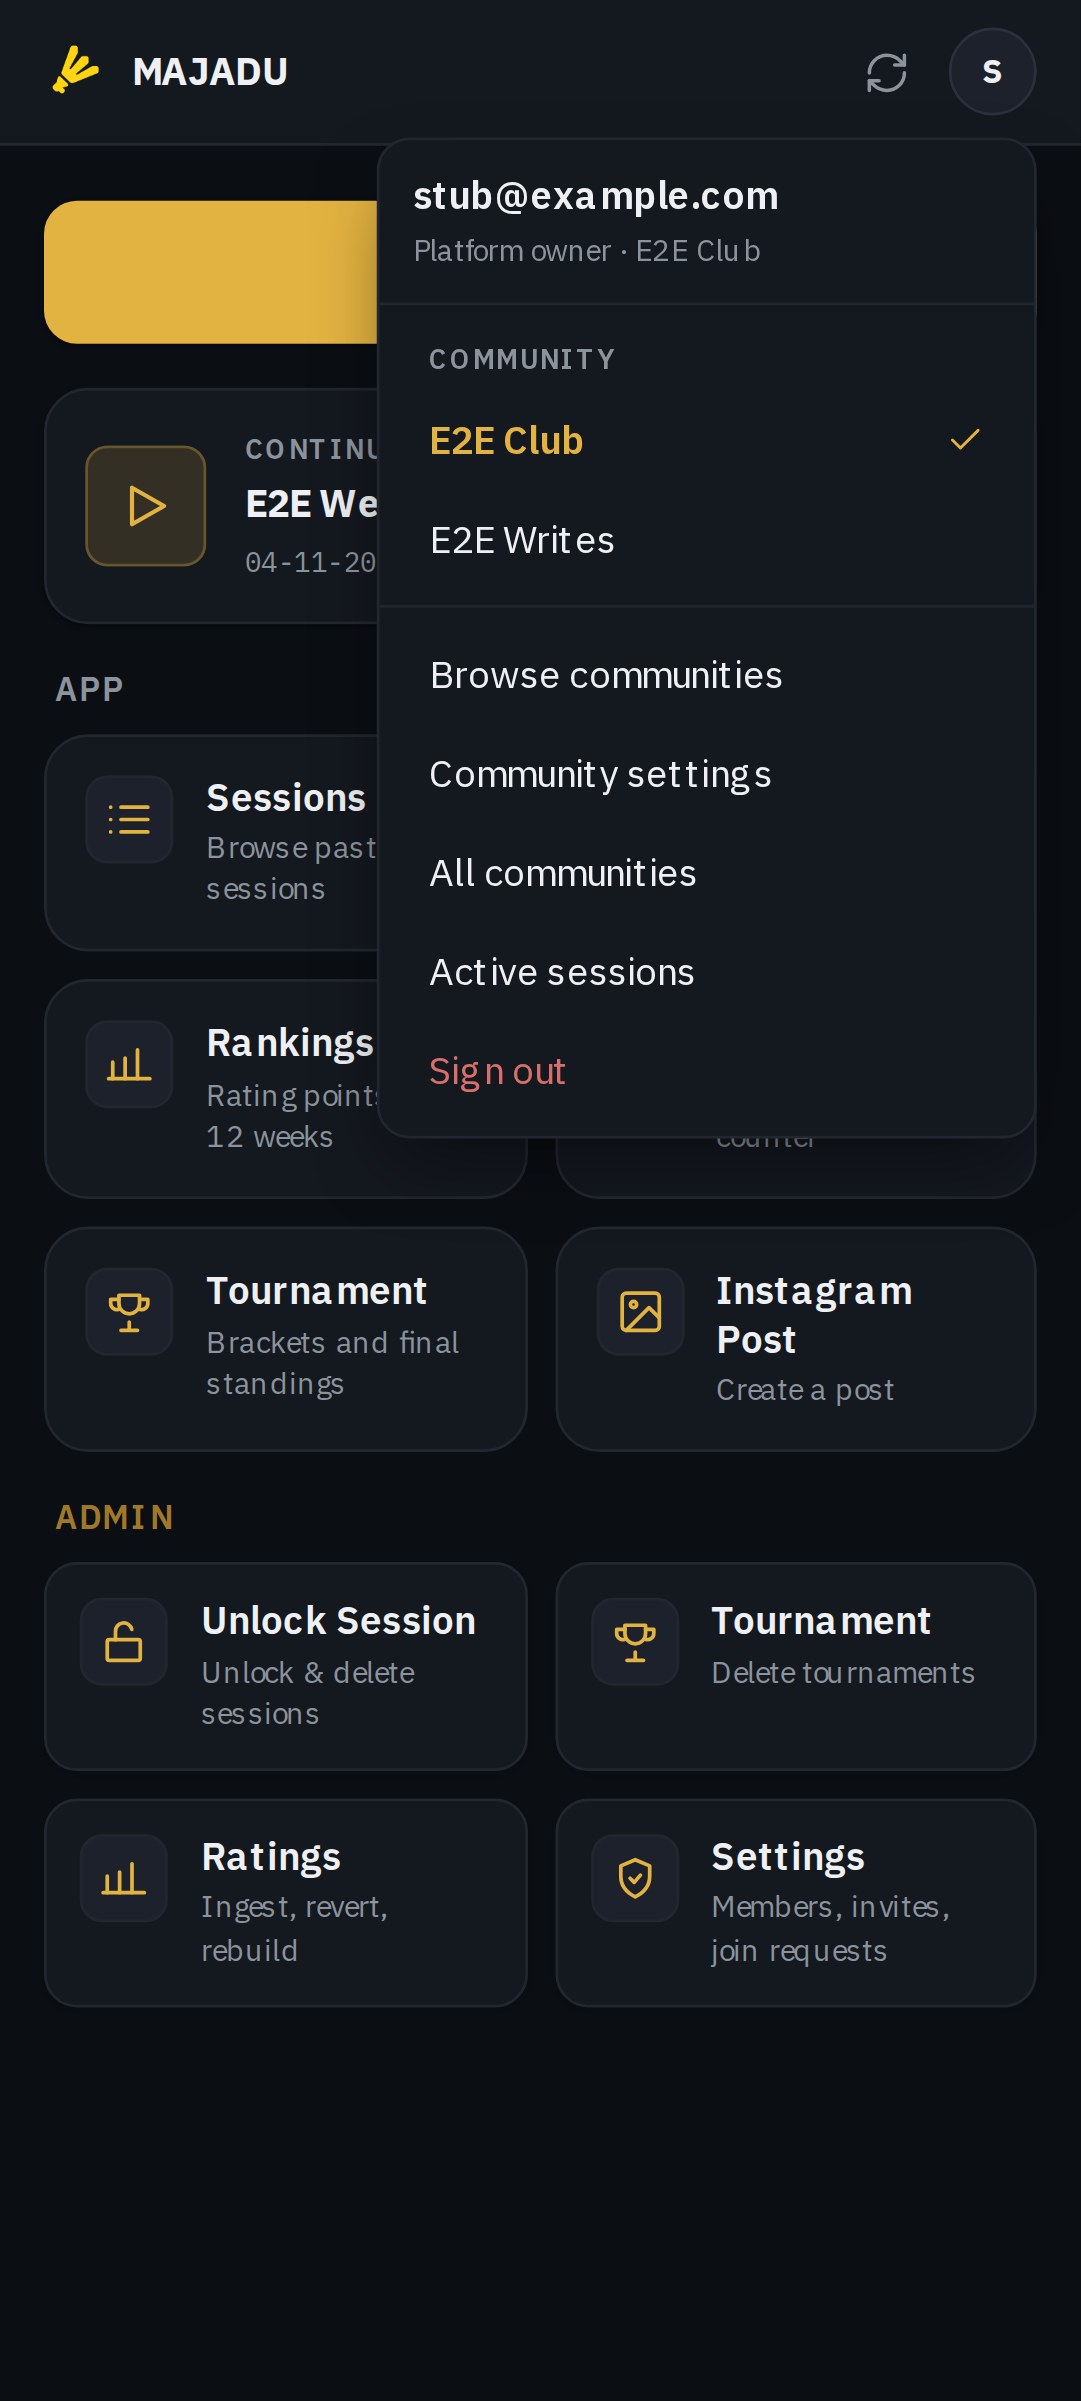 MAJADU
S
stub@example.com
Platform owner · E2E Club
COMMUNITY
E2E Club
E2E Writes
Browse communities
Community settings
All communities
Active sessions
Sign out
E2E We
04-11-20
APP
Sessions
Browse past
sessions
Rankings
Rating points
12 weeks
counter
Tournament
Brackets and final
standings
Instagram
Post
Create a post
ADMIN
Unlock Session
Unlock & delete
sessions
Tournament
Delete tournaments
Ratings
Ingest, revert,
rebuild
Settings
Members, invites,
join requests